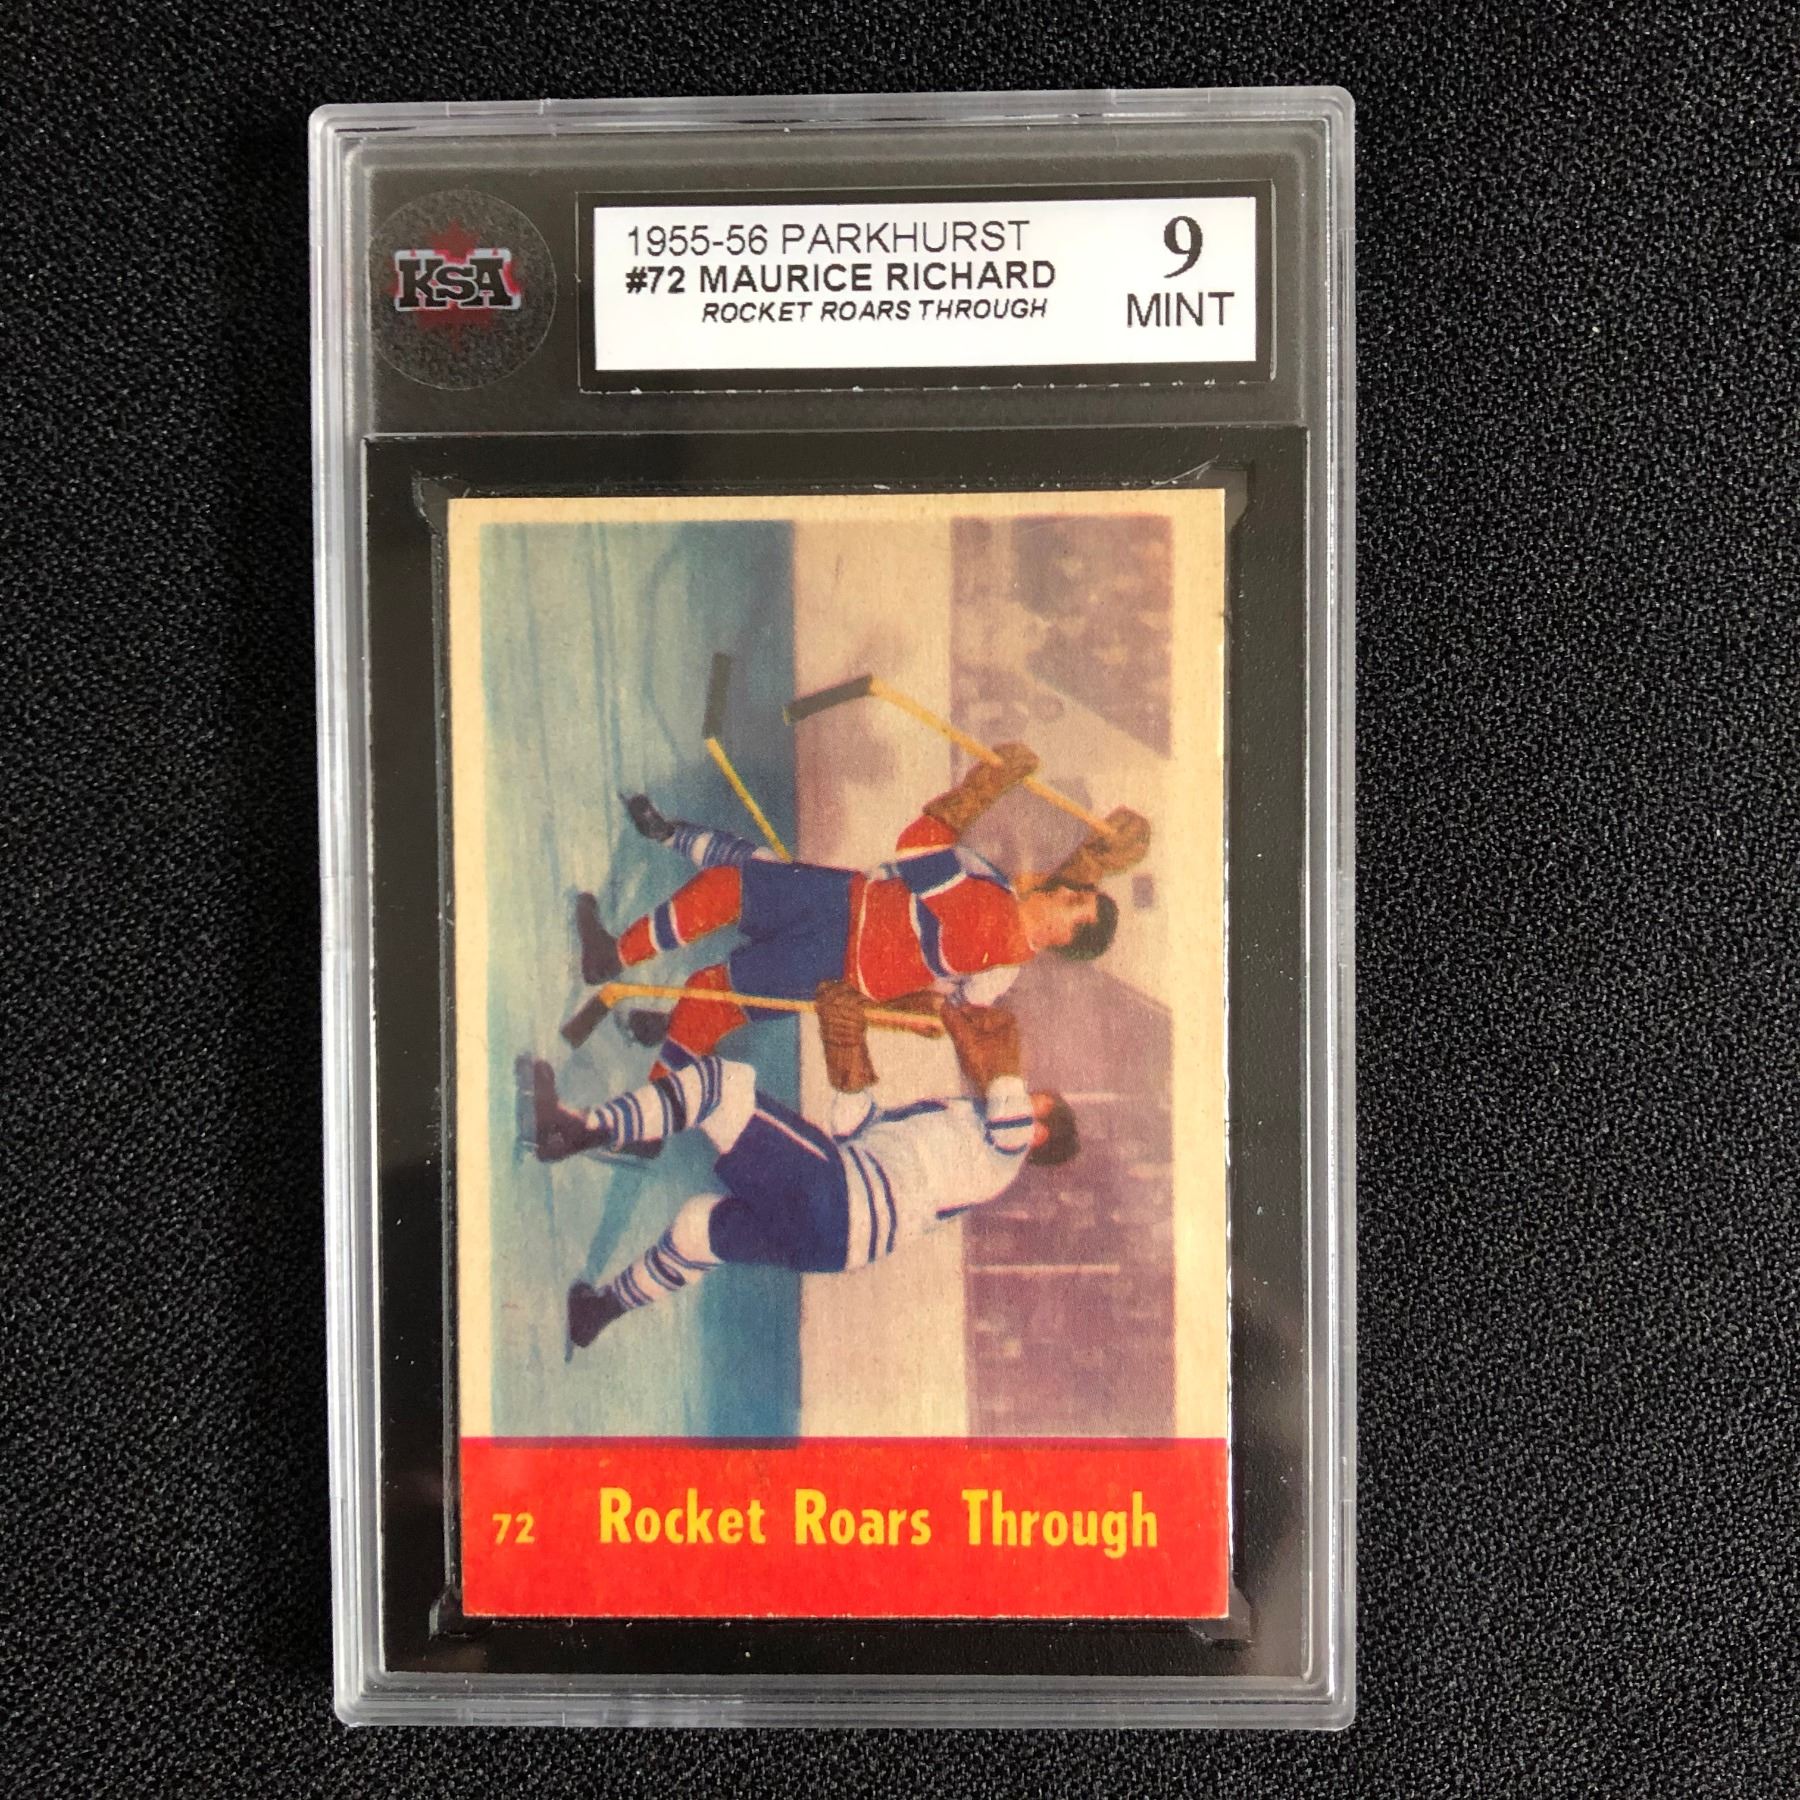 KSA
1955-56 PARKHURST
#72 MAURICE RICHARD
ROCKET ROARS THROUGH
9
MINT
72 Rocket Roars Through